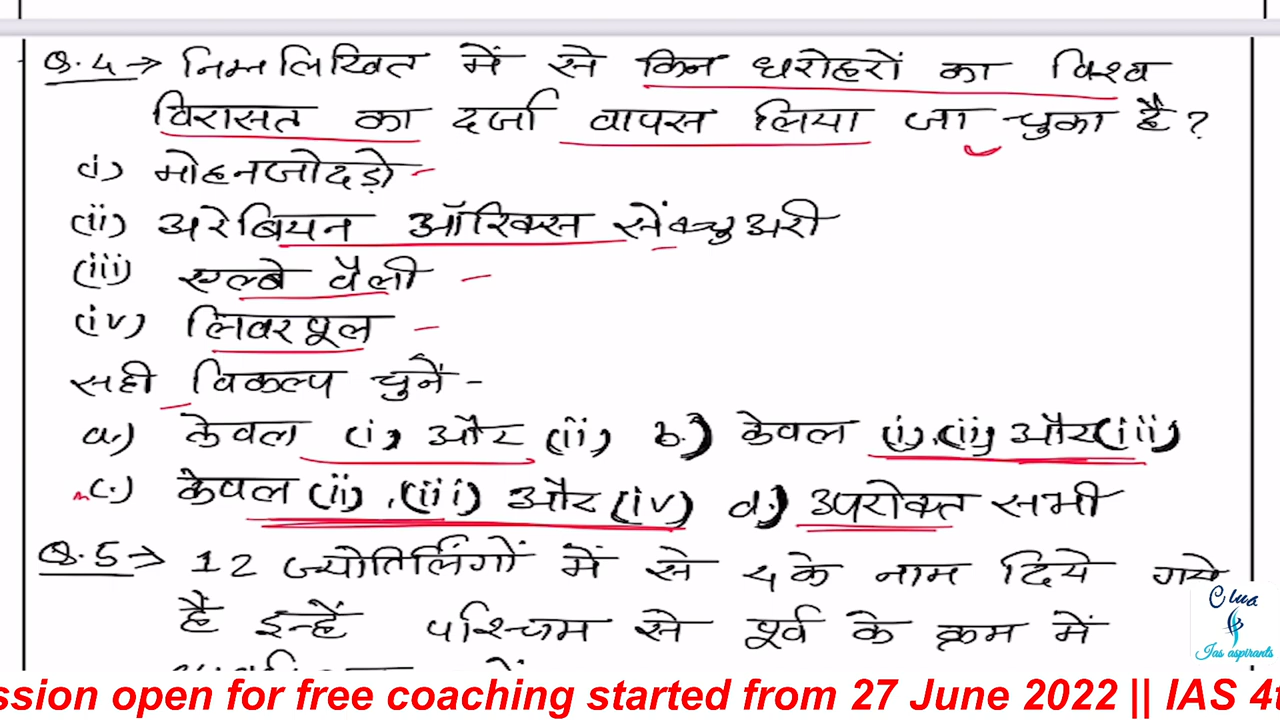 Q.4→ निम्नलिखित में से किन धरोहरों का विश्व
विरासत का दर्जा वापस लिया जा चुका है?
(i) मोहनजोदड़ो
(ii) अरेबियन ऑरिक्स सेंक्चुअरी
(iii) एल्बे वैली
(iv) लिवरपूल
सही विकल्प चुनें -
a.) केवल (i) और (ii) b.) केवल (i),(ii) और (iii)
c.) केवल (ii),(iii) और (iv) d.) उपरोक्त सभी
Q.5→ 12 ज्योतिर्लिंगों में से 4 के नाम दिये गये
है इन्हें पश्चिम से पूर्व के क्रम में
Clua
Ias aspirants
ssion open for free coaching started from 27 June 2022 || IAS 4t